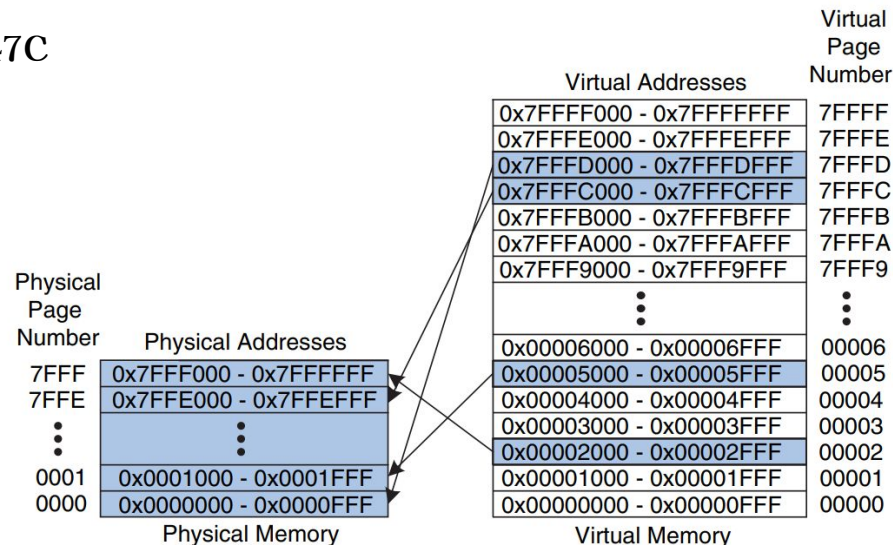 47C
Virtual
Page
Number
Virtual Addresses
0x7FFFF000 - 0x7FFFFFFF 7FFFF
0x7FFFE000 - 0x7FFFEFFF 7FFFE
0x7FFFD000 - 0x7FFFDFFF 7FFFD
0x7FFFC000 - 0x7FFFCFFF 7FFFC
0x7FFFB000 - 0x7FFFBFFF 7FFFB
0x7FFFA000 - 0x7FFFAFFF 7FFFA
0x7FFF9000 - 0x7FFF9FFF 7FFF9
0x00006000 - 0x00006FFF 00006
0x00005000 - 0x00005FFF 00005
0x00004000 - 0x00004FFF 00004
0x00003000 - 0x00003FFF 00003
0x00002000 - 0x00002FFF 00002
0x00001000 - 0x00001FFF 00001
0x00000000 - 0x00000FFF 00000
Virtual Memory
Physical
Page
Number
Physical Addresses
7FFF 0x7FFF000 - 0x7FFFFFF
7FFE 0x7FFE000 - 0x7FFEFFF
0001 0x0001000 - 0x0001FFF
0000 0x0000000 - 0x0000FFF
Physical Memory